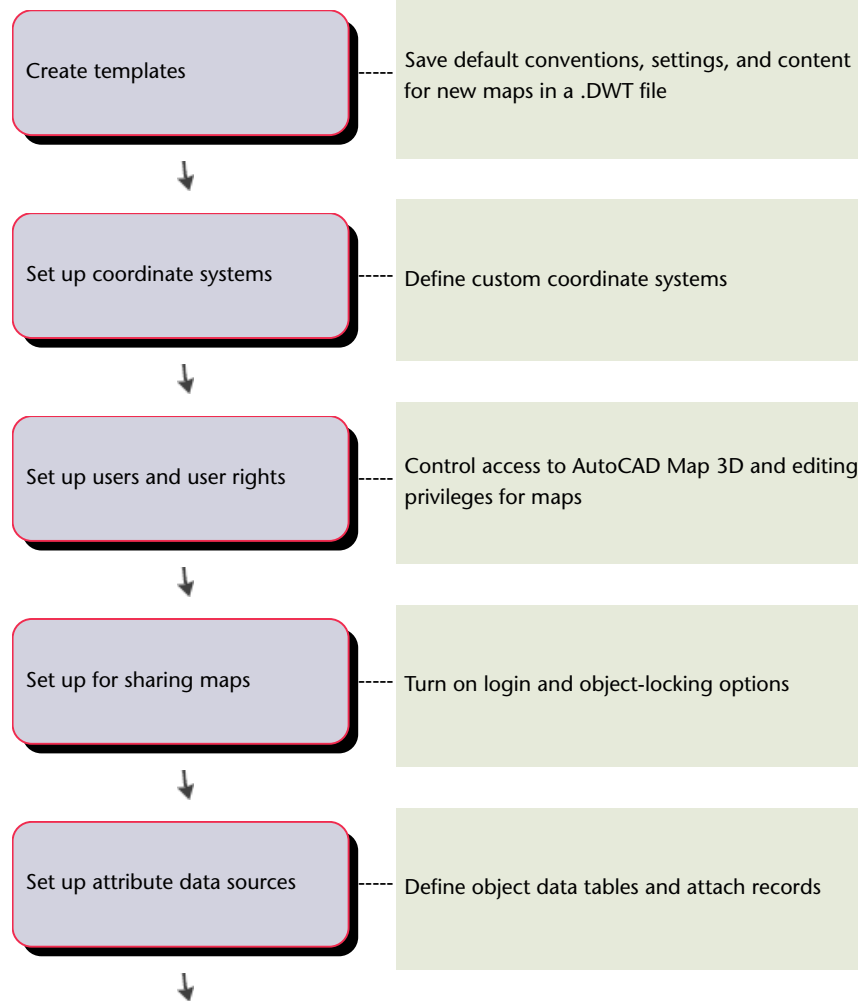 Create templates
Save default conventions, settings, and content
for new maps in a .DWT file
Set up coordinate systems
Define custom coordinate systems
Set up users and user rights
Control access to AutoCAD Map 3D and editing
privileges for maps
Set up for sharing maps
Turn on login and object-locking options
Set up attribute data sources
Define object data tables and attach records